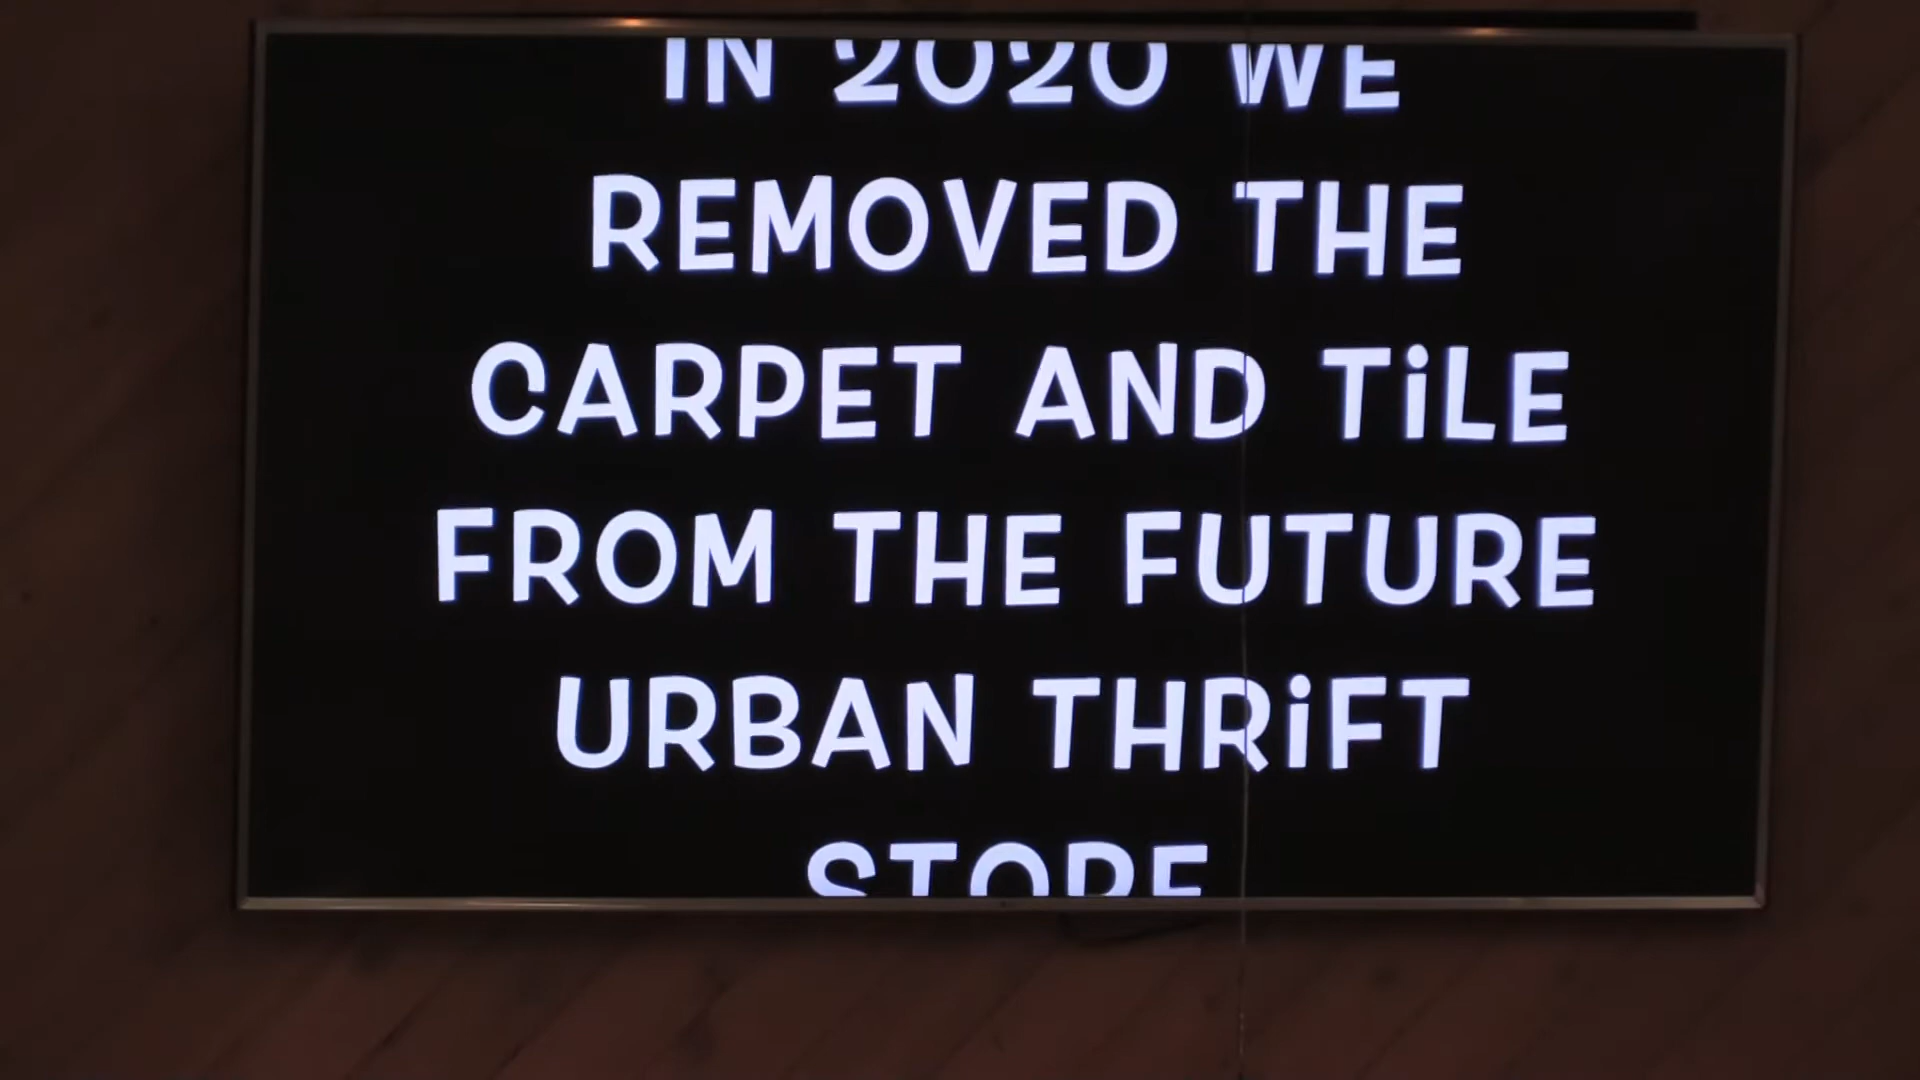 IN 2020 WE
REMOVED THE
CARPET AND TiLE
FROM THE FUTURE
URBAN THRiFT
STORE